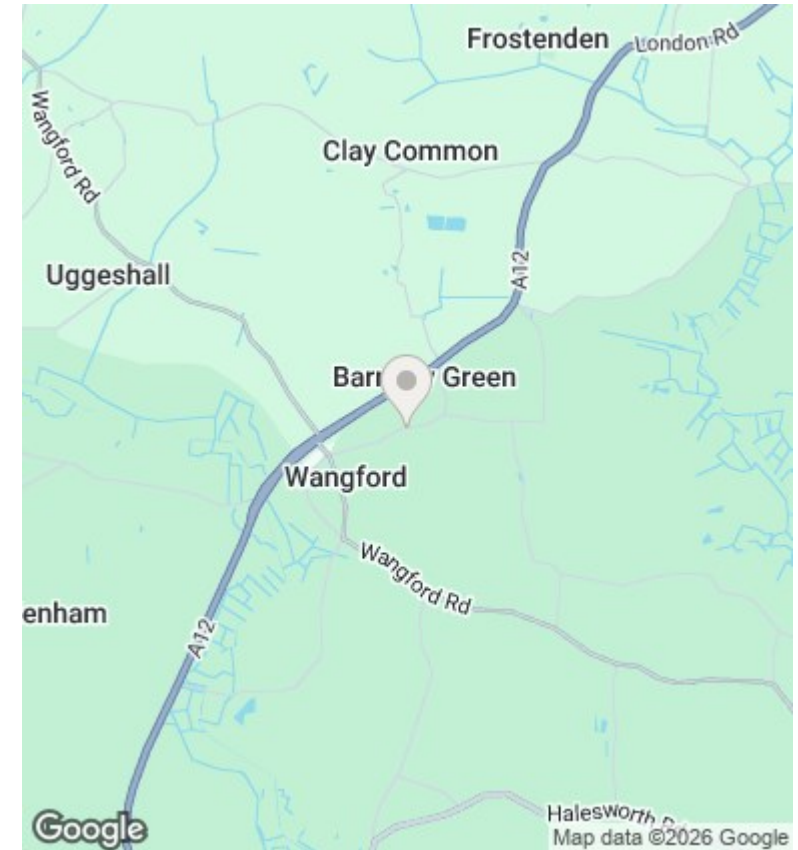 Frostenden
London Rd
Clay Common
Wangford Rd
Uggeshall
A12
Green
Wangford
Wangford Rd
enham
A12
Halesworth
Google
Map data ©2026 Google